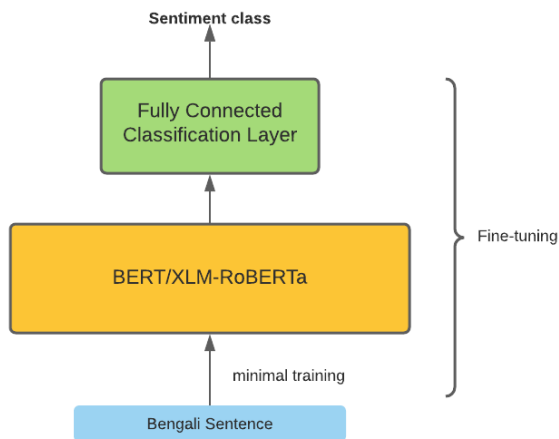 Sentiment class
Fully Connected
Classification Layer
BERT/XLM-RoBERTa
Fine-tuning
minimal training
Bengali Sentence